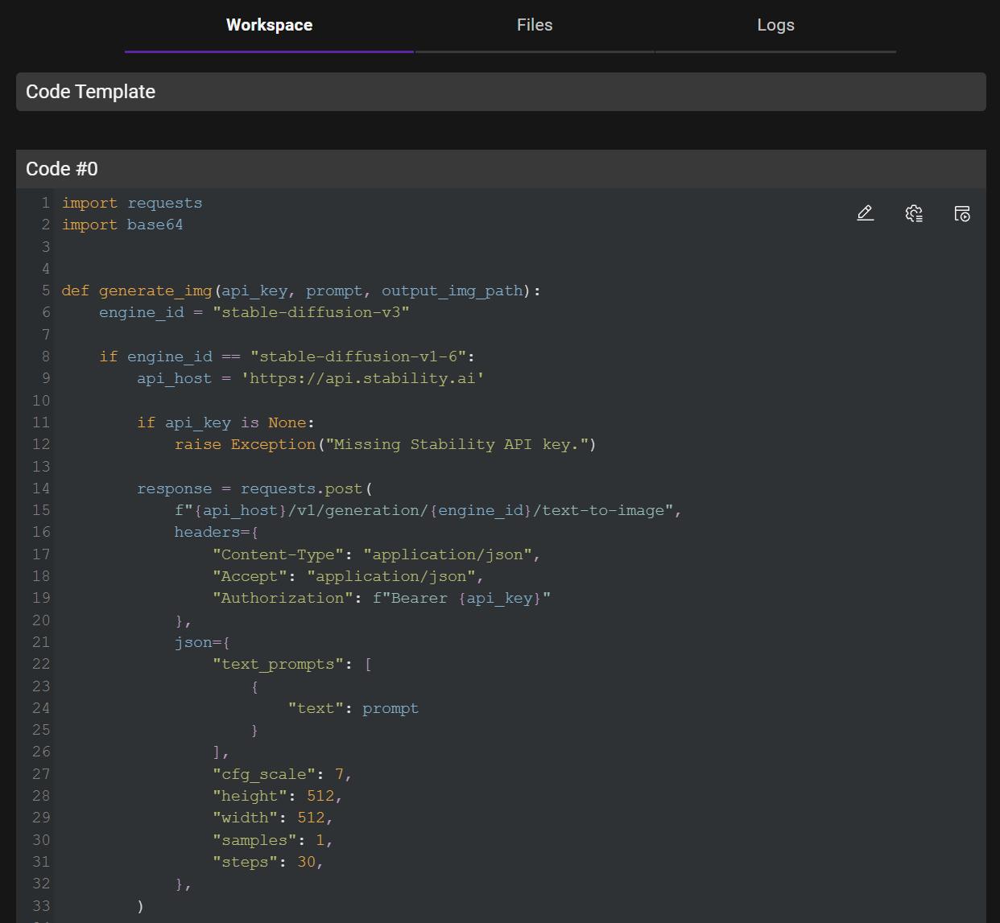 Workspace Files Logs
Code Template
Code #0
1 import requests
2 import base64
3
4
5 def generate_img(api_key, prompt, output_img_path):
6     engine_id = "stable-diffusion-v3"
7
8     if engine_id == "stable-diffusion-v1-6":
9         api_host = 'https://api.stability.ai'
10
11         if api_key is None:
12             raise Exception("Missing Stability API key.")
13
14         response = requests.post(
15             f"{api_host}/v1/generation/{engine_id}/text-to-image",
16             headers={
17                 "Content-Type": "application/json",
18                 "Accept": "application/json",
19                 "Authorization": f"Bearer {api_key}"
20             },
21             json={
22                 "text_prompts": [
23                     {
24                         "text": prompt
25                     }
26                 ],
27                 "cfg_scale": 7,
28                 "height": 512,
29                 "width": 512,
30                 "samples": 1,
31                 "steps": 30,
32             },
33         )